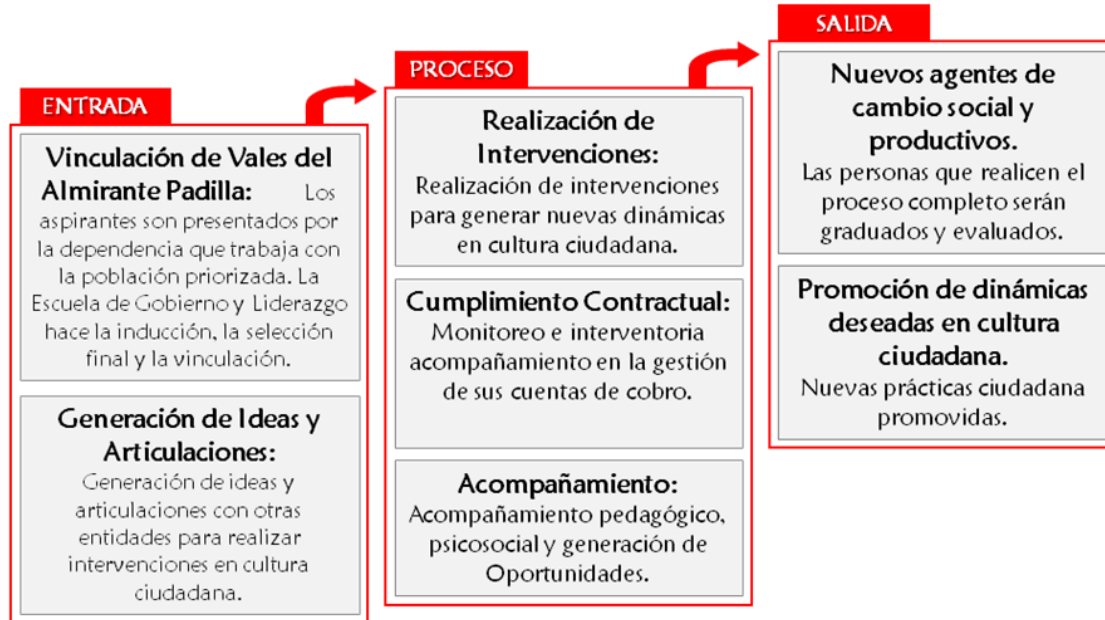 ENTRADA
Vinculación de Vales del
Almirante Padilla: Los
aspirantes son presentados por
la dependencia que trabaja con
la población priorizada. La
Escuela de Gobierno y Liderazgo
hace la inducción, la selección
final y la vinculación.
Generación de Ideas y
Articulaciones:
Generación de ideas y
articulaciones con otras
entidades para realizar
intervenciones en cultura
ciudadana.
PROCESO
Realización de
Intervenciones:
Realización de intervenciones
para generar nuevas dinámicas
en cultura ciudadana.
Cumplimiento Contractual:
Monitoreo e interventoria
acompañamiento en la gestión
de sus cuentas de cobro.
Acompañamiento:
Acompañamiento pedagógico,
psicosocial y generación de
Oportunidades.
SALIDA
Nuevos agentes de
cambio social y
productivos.
Las personas que realicen el
proceso completo serán
graduados y evaluados.
Promoción de dinámicas
deseadas en cultura
ciudadana.
Nuevas prácticas ciudadana
promovidas.